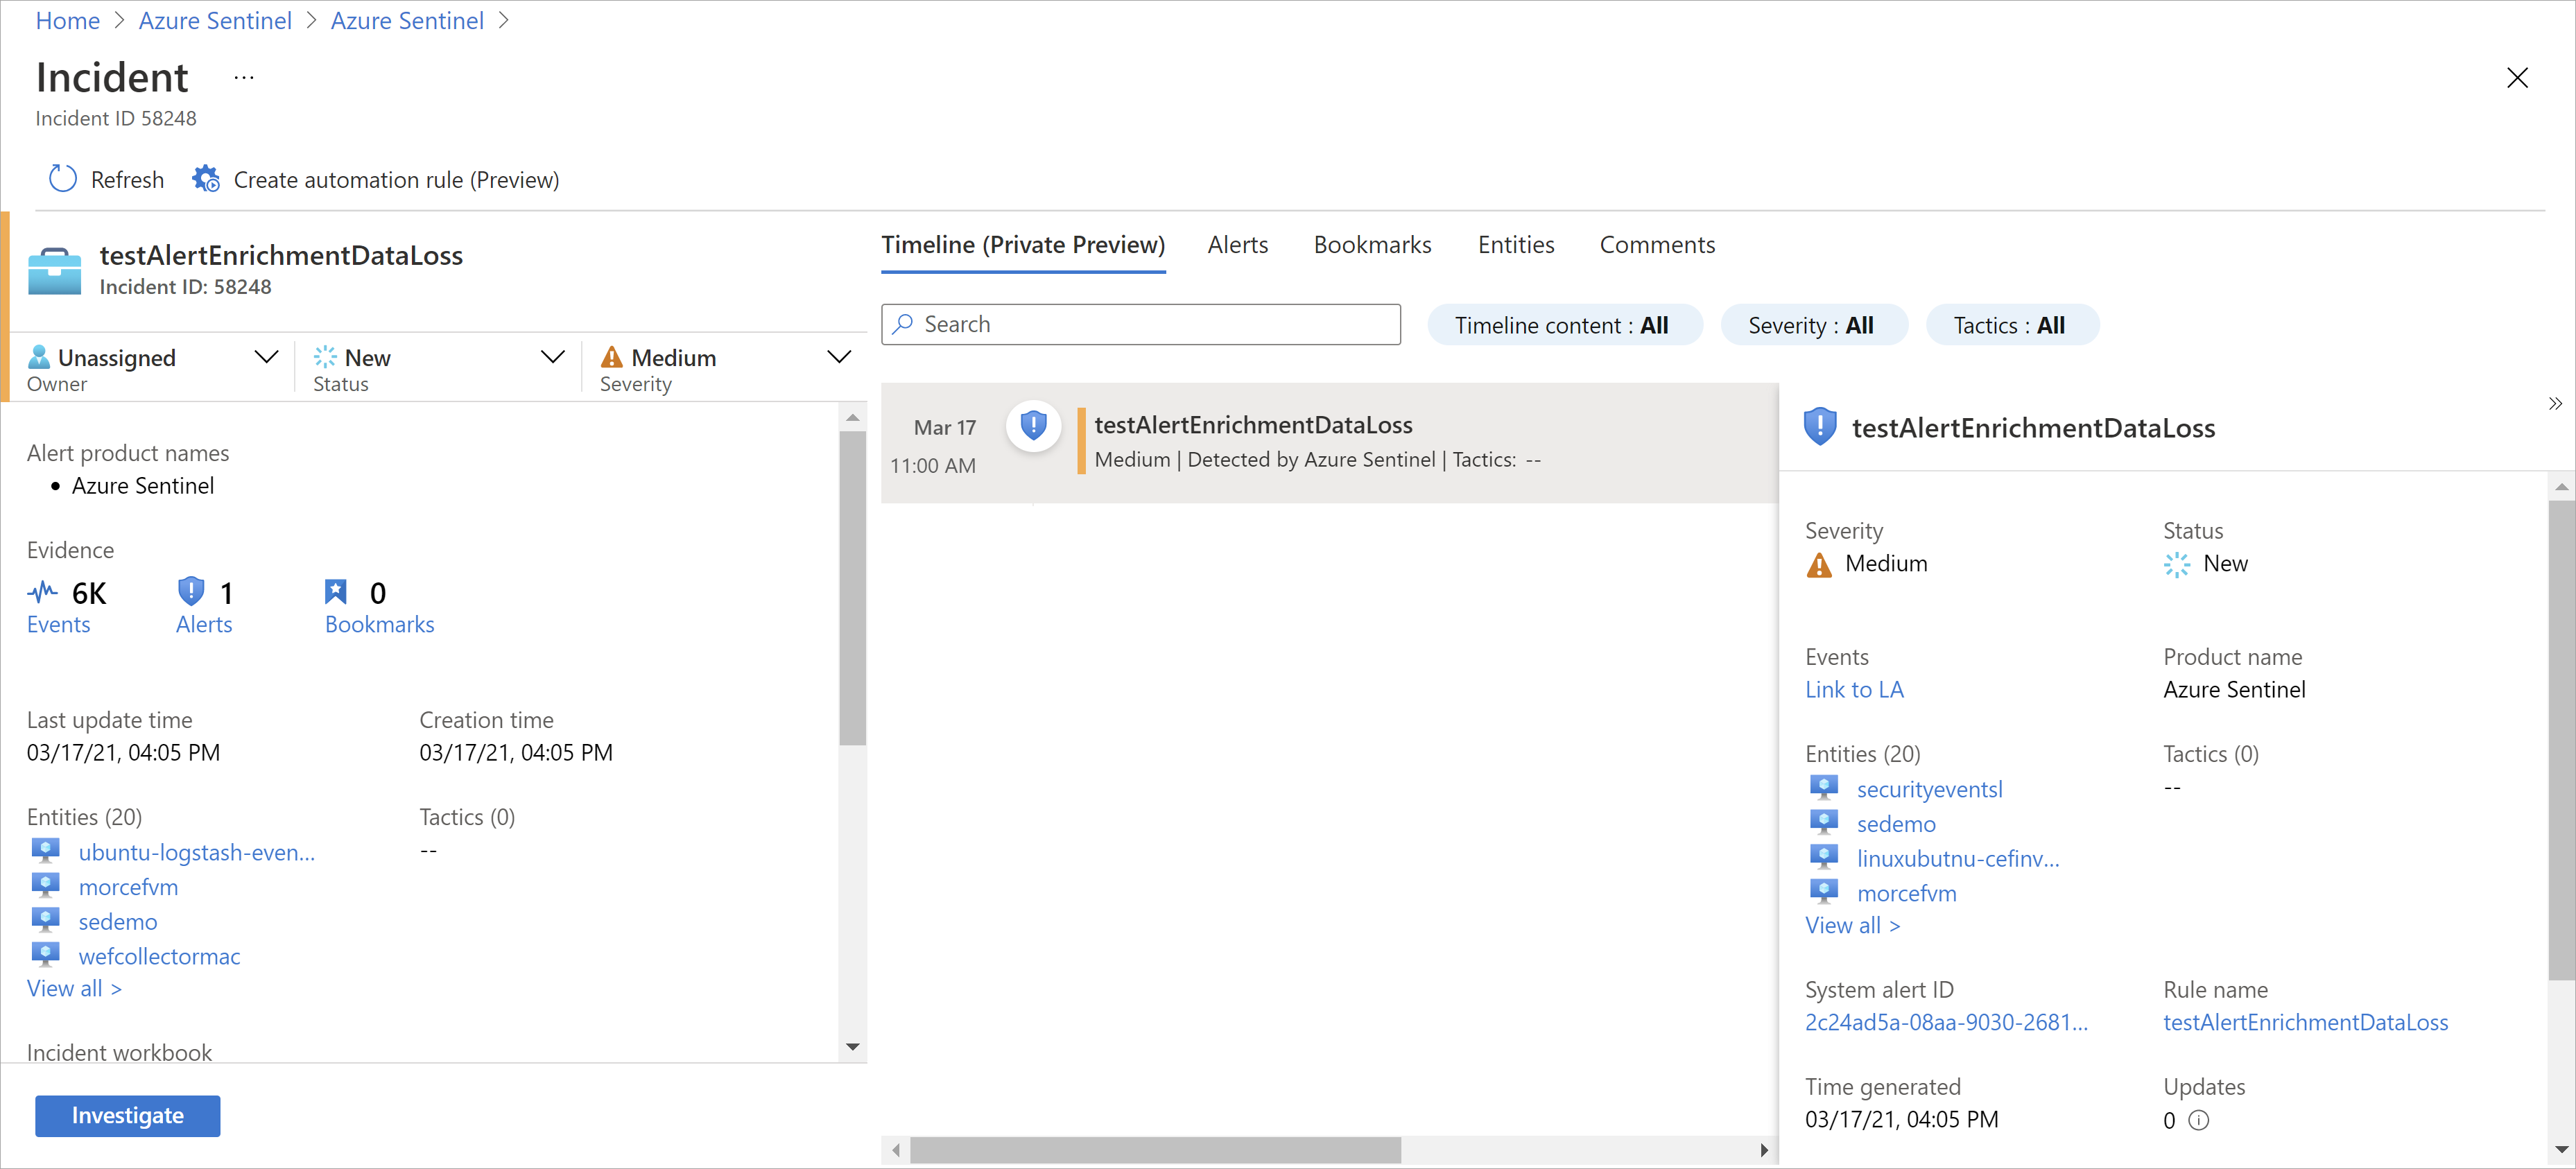 Home > Azure Sentinel > Azure Sentinel >
Incident ...
Incident ID 58248
Refresh Create automation rule (Preview)
testAlertEnrichmentDataLoss
Incident ID: 58248
Unassigned New Medium
Owner Status Severity
Alert product names
• Azure Sentinel
Evidence
6K 1 0
Events Alerts Bookmarks
Last update time Creation time
03/17/21, 04:05 PM 03/17/21, 04:05 PM
Entities (20) Tactics (0)
ubuntu-logstash-even... --
morcefvm
sedemo
wefcollectormac
View all >
Incident workbook
Investigate
Timeline (Private Preview) Alerts Bookmarks Entities Comments
Search Timeline content : All Severity : All Tactics : All
Mar 17 testAlertEnrichmentDataLoss
11:00 AM Medium | Detected by Azure Sentinel | Tactics: --
testAlertEnrichmentDataLoss
Severity Status
Medium New
Events Product name
Link to LA Azure Sentinel
Entities (20) Tactics (0)
securityeventsl --
sedemo
linuxubutnu-cefinv...
morcefvm
View all >
System alert ID Rule name
2c24ad5a-08aa-9030-2681... testAlertEnrichmentDataLoss
Time generated Updates
03/17/21, 04:05 PM 0